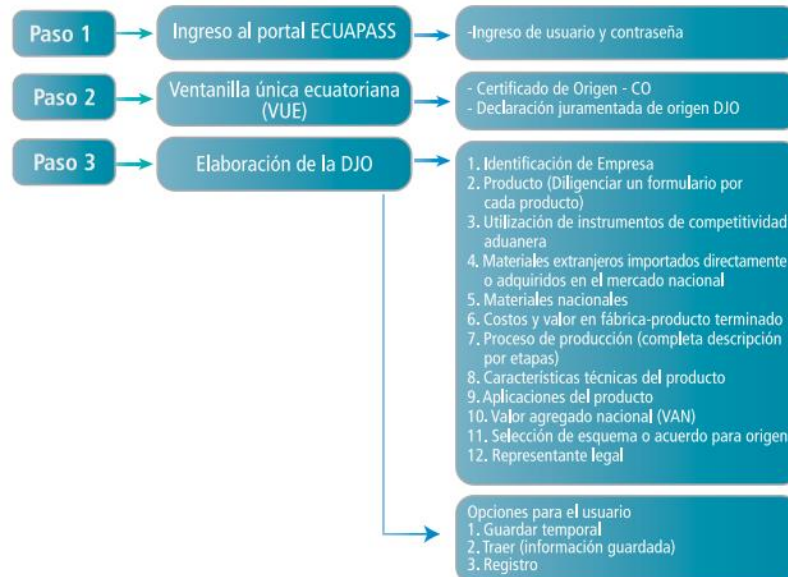 Paso 1
Ingreso al portal ECUAPASS
-Ingreso de usuario y contraseña
Paso 2
Ventanilla única ecuatoriana
(VUE)
- Certificado de Origen - CO
- Declaración juramentada de origen DJO
Paso 3
Elaboración de la DJO
1. Identificación de Empresa
2. Producto (Diligenciar un formulario por
cada producto)
3. Utilización de instrumentos de competitividad
aduanera
4. Materiales extranjeros importados directamente
o adquiridos en el mercado nacional
5. Materiales nacionales
6. Costos y valor en fábrica-producto terminado
7. Proceso de producción (completa descripción
por etapas)
8. Características técnicas del producto
9. Aplicaciones del producto
10. Valor agregado nacional (VAN)
11. Selección de esquema o acuerdo para origen
12. Representante legal
Opciones para el usuario
1. Guardar temporal
2. Traer (información guardada)
3. Registro